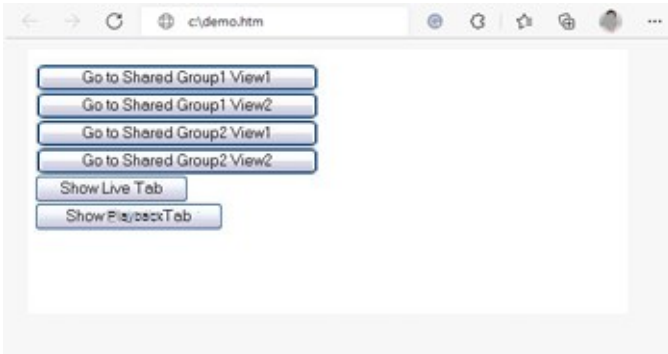 c:\demo.htm
Go to Shared Group1 View1
Go to Shared Group1 View2
Go to Shared Group2 View1
Go to Shared Group2 View2
Show Live Tab
Show Playback Tab